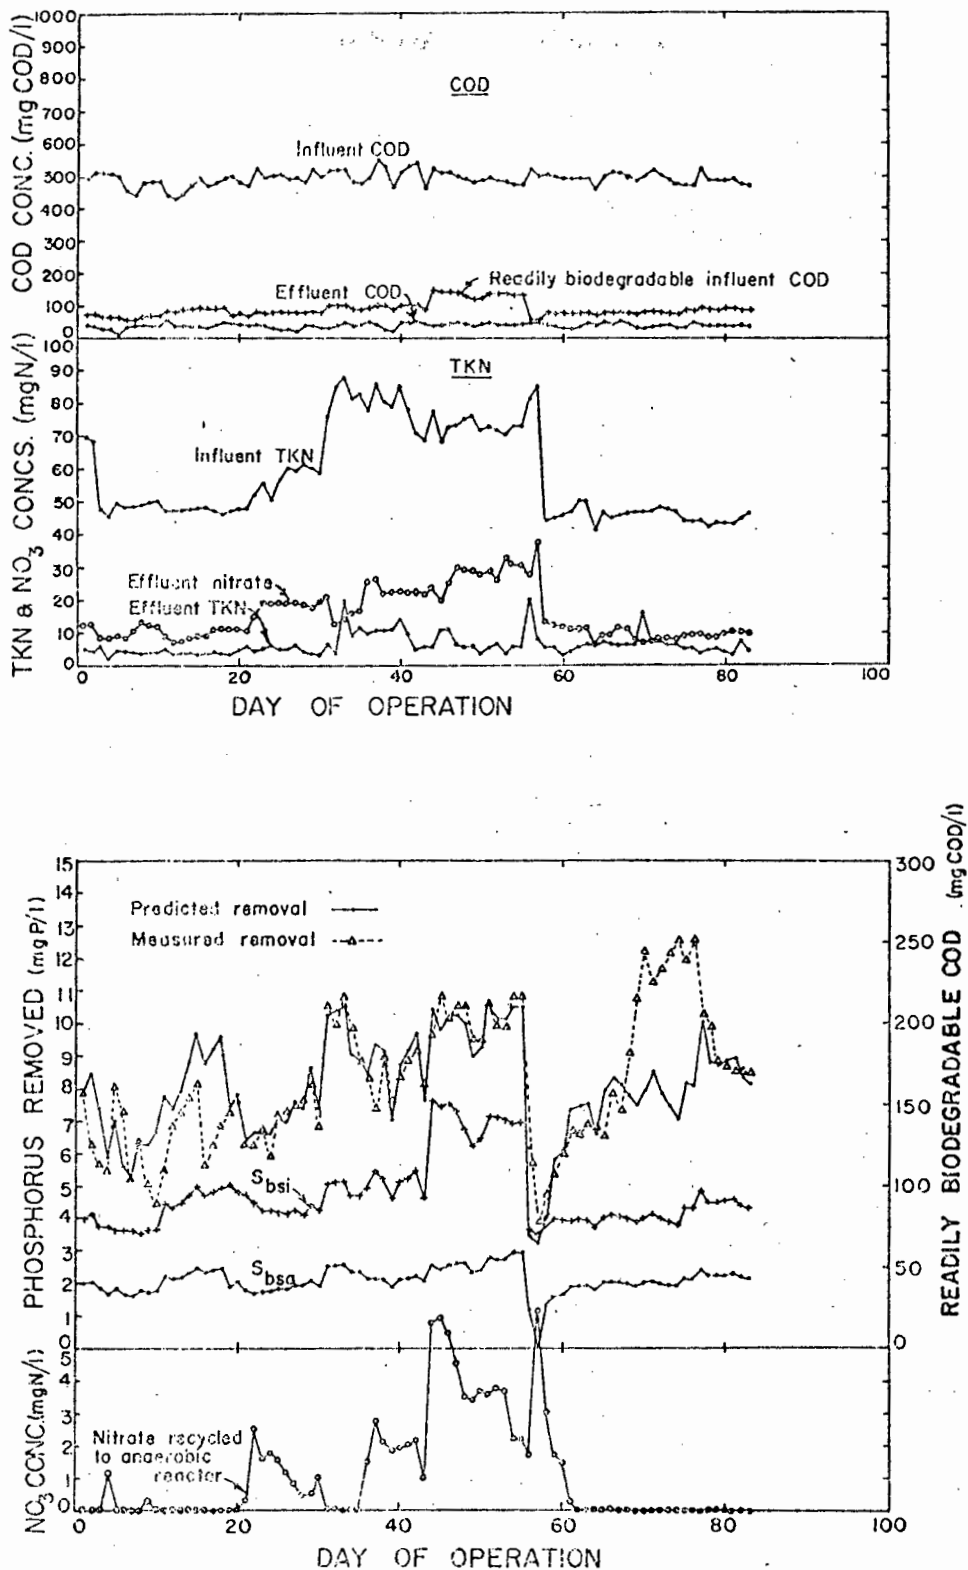 COD CONC. (mg COD/l)
1000
900
800
700
600
500
400
300
200
100
0
COD
Influent COD
Readily biodegradable influent COD
Effluent COD
TKN & NO3 CONCS. (mgN/l)
100
90
80
70
60
50
40
30
20
10
0
TKN
Influent TKN
Effluent nitrate
Effluent TKN
0 20 40 60 80 100
DAY OF OPERATION
PHOSPHORUS REMOVED (mgP/l)
15
14
13
12
11
10
9
8
7
6
5
4
3
2
1
0
Predicted removal
Measured removal
Sbsi
Sbsa
READILY BIODEGRADABLE COD (mg COD/l)
300
250
200
150
100
50
0
NO3 CONC.(mgN/l)
5
4
3
2
1
0
Nitrate recycled
to anaerobic
reactor
0 20 40 60 80 100
DAY OF OPERATION